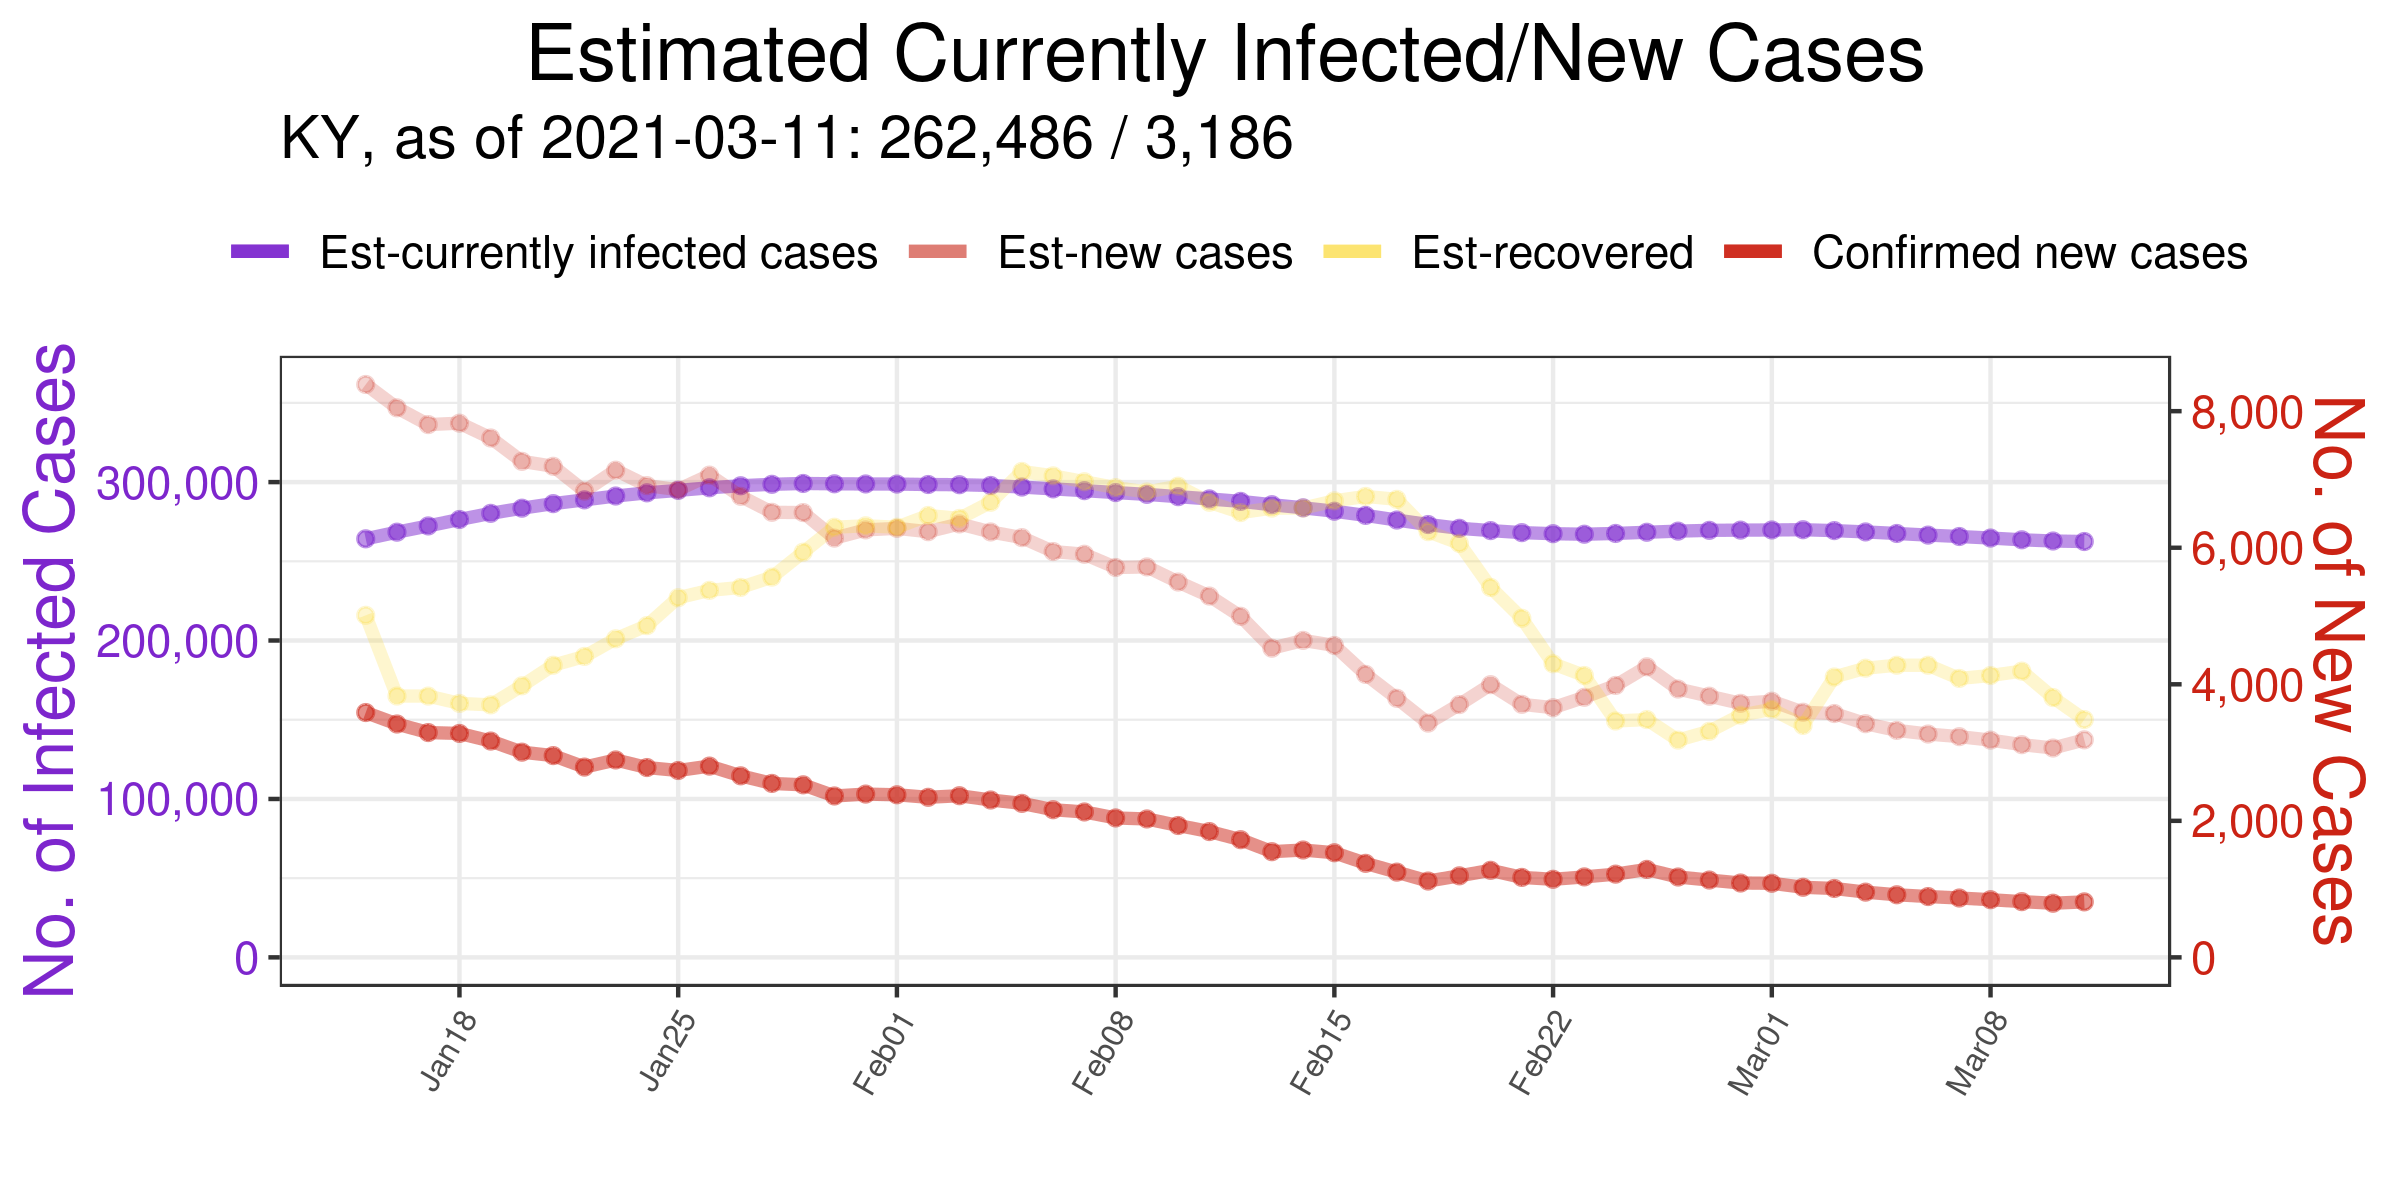 Estimated Currently Infected/New Cases
KY, as of 2021-03-11: 262,486 / 3,186
Est-currently infected cases Est-new cases Est-recovered Confirmed new cases
No. of Infected Cases
300,000
200,000
100,000
0
8,000
6,000
4,000
2,000
0
No. of New Cases
Jan18 Jan25 Feb01 Feb08 Feb15 Feb22 Mar01 Mar08